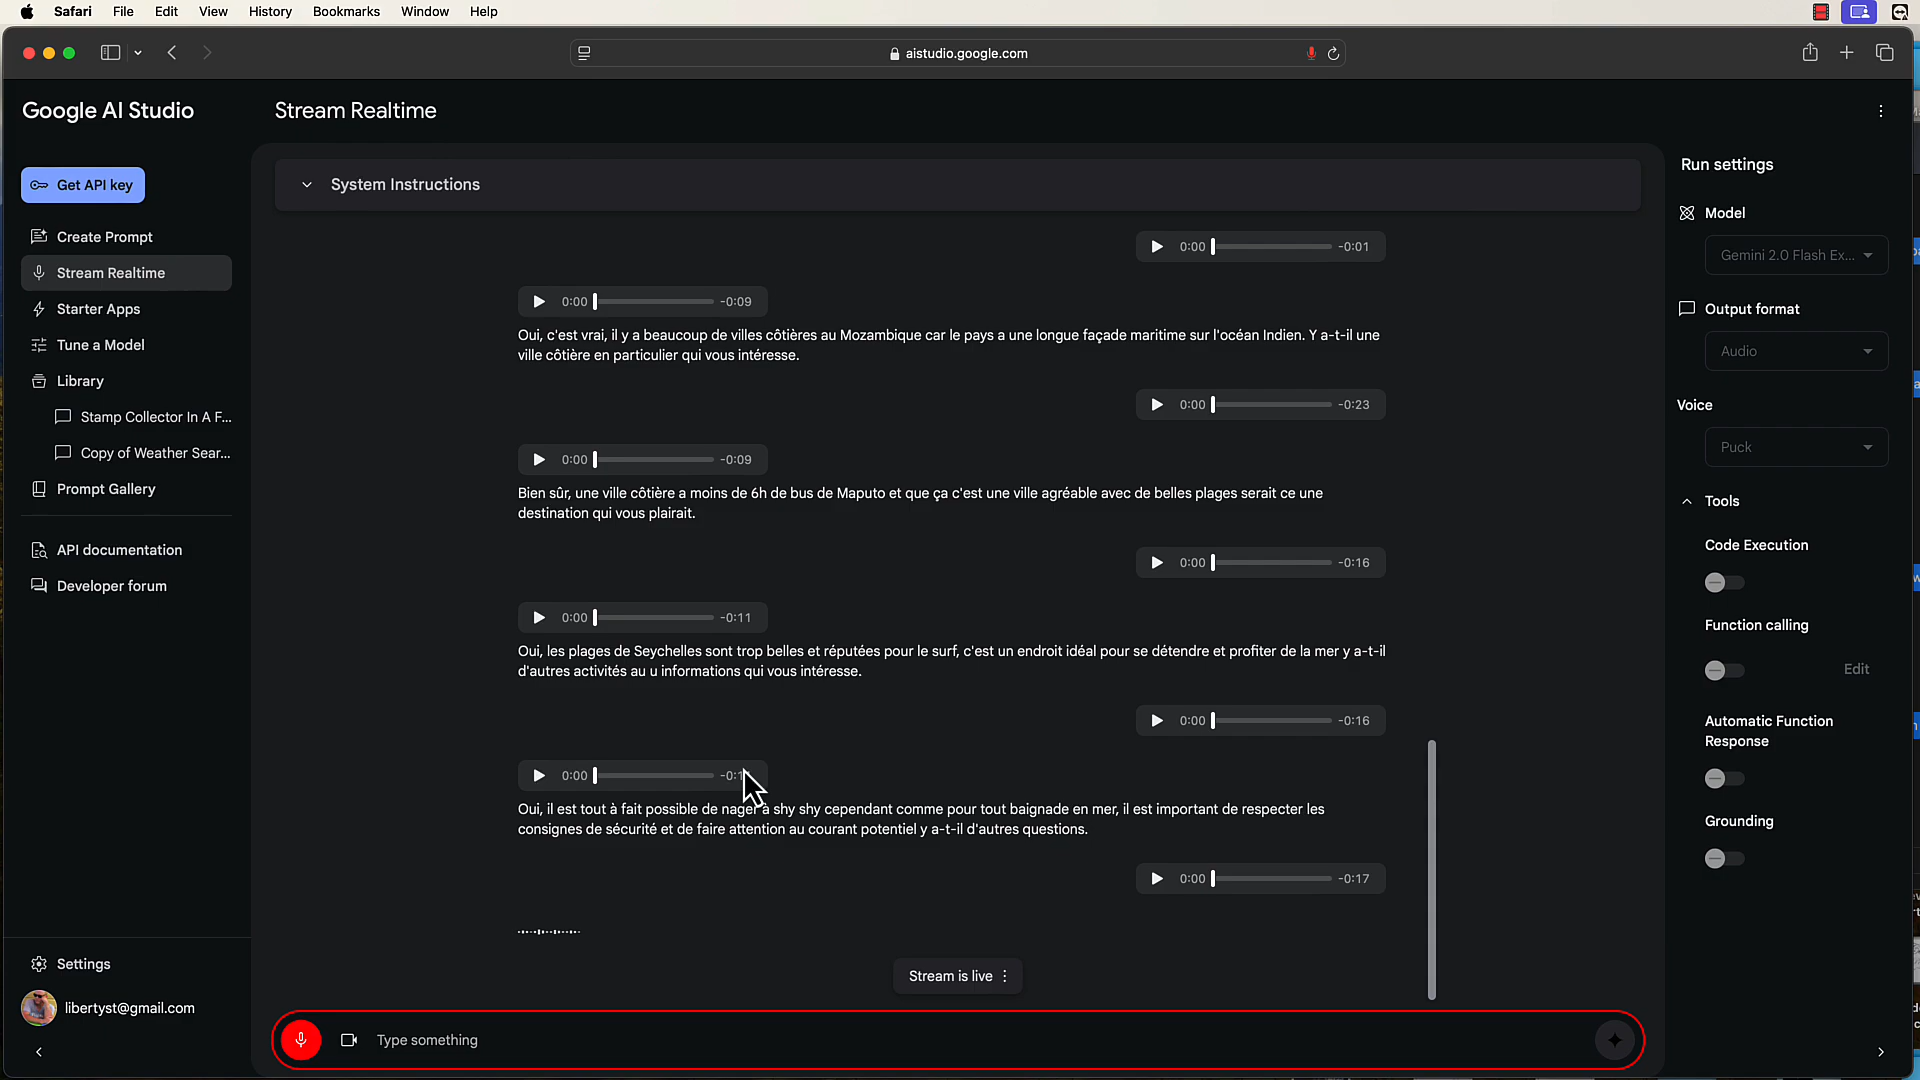 Safari File Edit View History Bookmarks Window Help
aistudio.google.com
Google AI Studio
Stream Realtime
Get API key
Create Prompt
Stream Realtime
Starter Apps
Tune a Model
Library
Stamp Collector In A F...
Copy of Weather Sear...
Prompt Gallery
API documentation
Developer forum
Settings
libertyst@gmail.com
System Instructions
0:00 -0:01
0:00 -0:09
Oui, c'est vrai, il y a beaucoup de villes côtières au Mozambique car le pays a une longue façade maritime sur l'océan Indien. Y a-t-il une
ville côtière en particulier qui vous intéresse.
0:00 -0:23
0:00 -0:09
Bien sûr, une ville côtière a moins de 6h de bus de Maputo et que ça c'est une ville agréable avec de belles plages serait ce une
destination qui vous plairait.
0:00 -0:16
0:00 -0:11
Oui, les plages de Seychelles sont trop belles et réputées pour le surf, c'est un endroit idéal pour se détendre et profiter de la mer y a-t-il
d'autres activités au u informations qui vous intéresse.
0:00 -0:16
0:00
Oui, il est tout à fait possible de nager à shy shy cependant comme pour tout baignade en mer, il est important de respecter les
consignes de sécurité et de faire attention au courant potentiel y a-t-il d'autres questions.
0:00 -0:17
Stream is live
Type something
Run settings
Model
Gemini 2.0 Flash Ex...
Output format
Audio
Voice
Puck
Tools
Code Execution
Function calling
Edit
Automatic Function
Response
Grounding